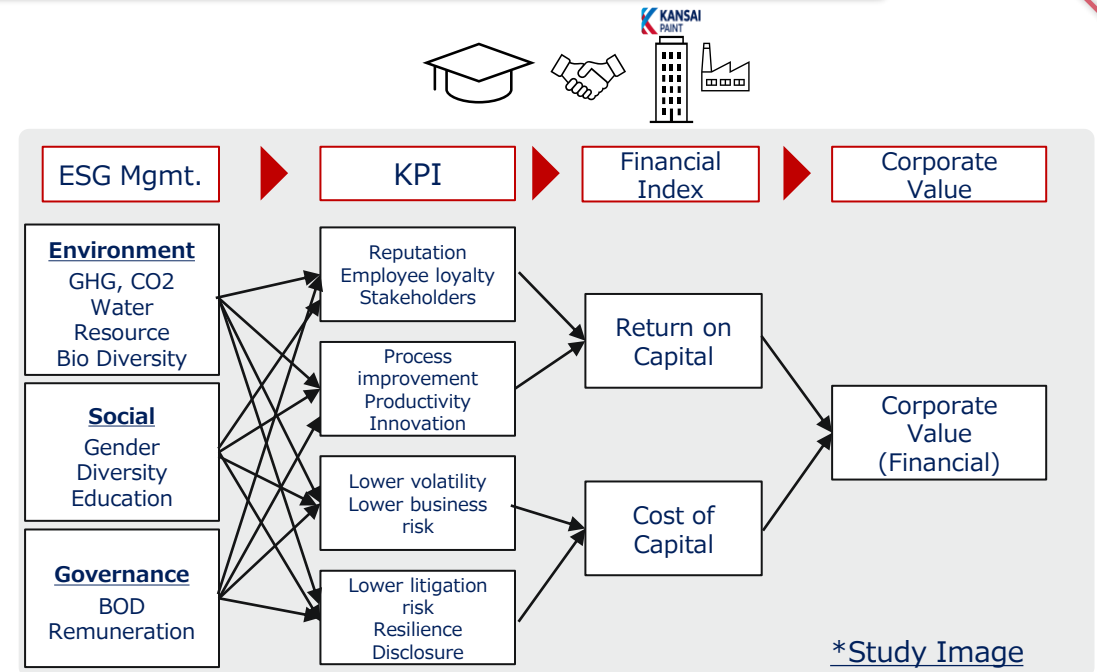 KANSAI
PAINT
ESG Mgmt.
KPI
Financial
Index
Corporate
Value
Environment
GHG, CO2
Water
Resource
Bio Diversity
Social
Gender
Diversity
Education
Governance
BOD
Remuneration
Reputation
Employee loyalty
Stakeholders
Process
improvement
Productivity
Innovation
Lower volatility
Lower business
risk
Lower litigation
risk
Resilience
Disclosure
Return on
Capital
Cost of
Capital
Corporate
Value
(Financial)
*Study Image